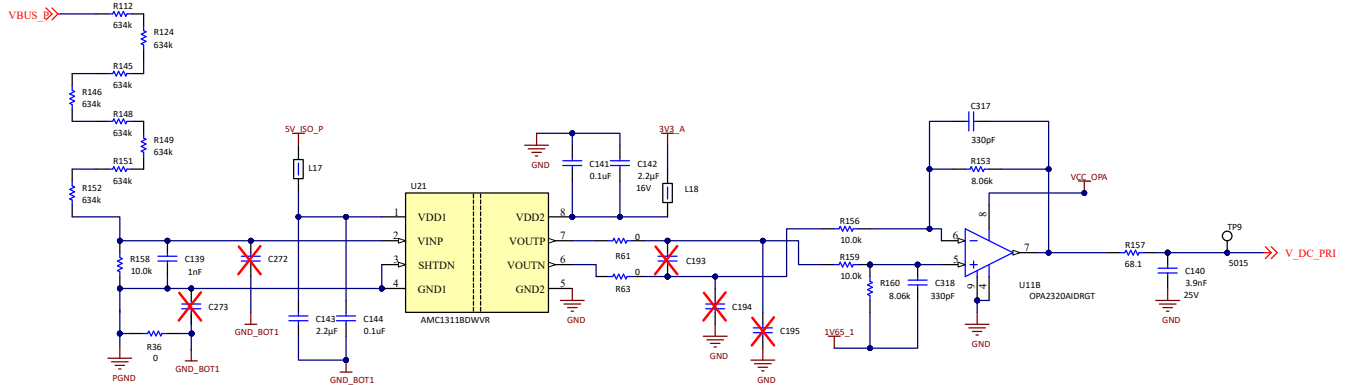 VBUS_P
R112
634k
R124
634k
R145
634k
R146
634k
R148
634k
R149
634k
R151
634k
R152
634k
R158
10.0k
C139
1nF
C272
C273
R36
0
PGND
GND_BOT1
GND_BOT1
5V_ISO_P
L17
C143
2.2µF
C144
0.1uF
GND_BOT1
U21
1
VDD1
VDD2
8
2
VINP
VOUTP
7
3
SHTDN
VOUTN
6
4
GND1
GND2
5
AMC1311BDWVR
GND
C141
0.1uF
C142
2.2µF
16V
3V3_A
L18
GND
0
R61
0
R63
C193
C194
GND
C195
GND
R156
10.0k
R159
10.0k
R160
8.06k
C318
330pF
1V65_1
C317
330pF
R153
8.06k
VCC_OPA
8
6
5
7
9
4
U11B
OPA2320AIDRGT
GND
R157
68.1
C140
3.9nF
25V
GND
TP9
5015
V_DC_PRI